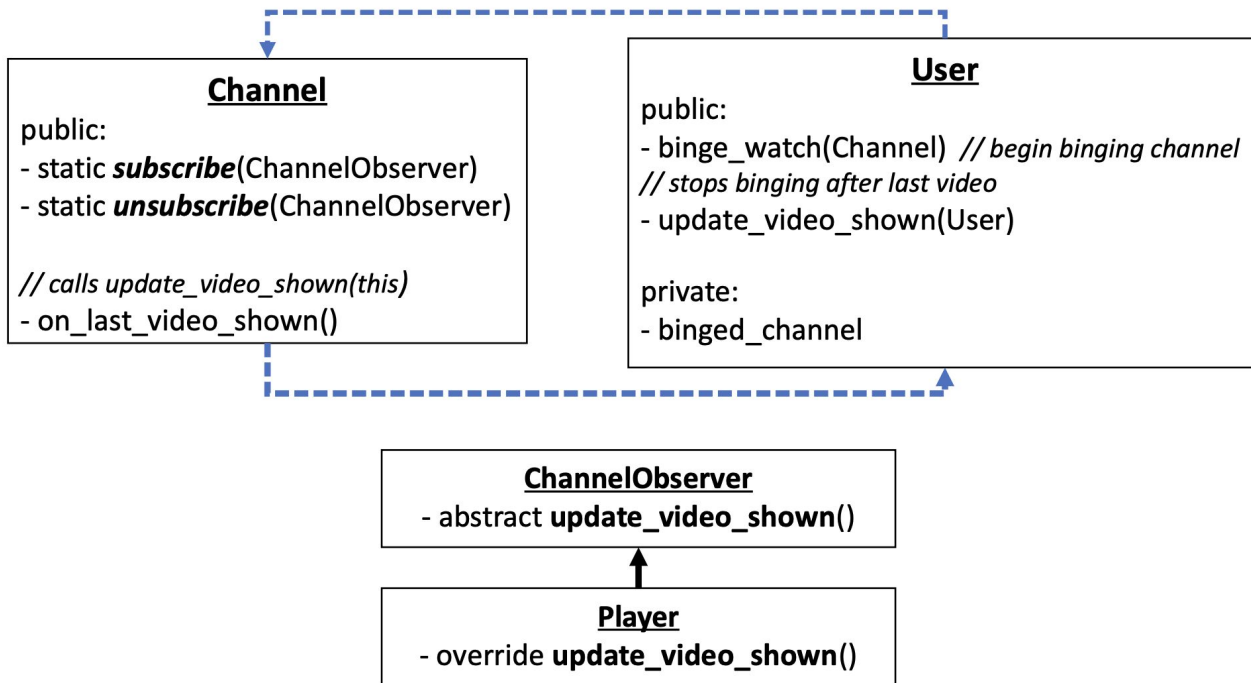 Channel
public:
- static subscribe(ChannelObserver)
- static unsubscribe(ChannelObserver)
// calls update_video_shown(this)
- on_last_video_shown()
User
public:
- binge_watch(Channel) // begin binging channel
// stops binging after last video
- update_video_shown(User)
private:
- binged_channel
ChannelObserver
- abstract update_video_shown()
Player
- override update_video_shown()